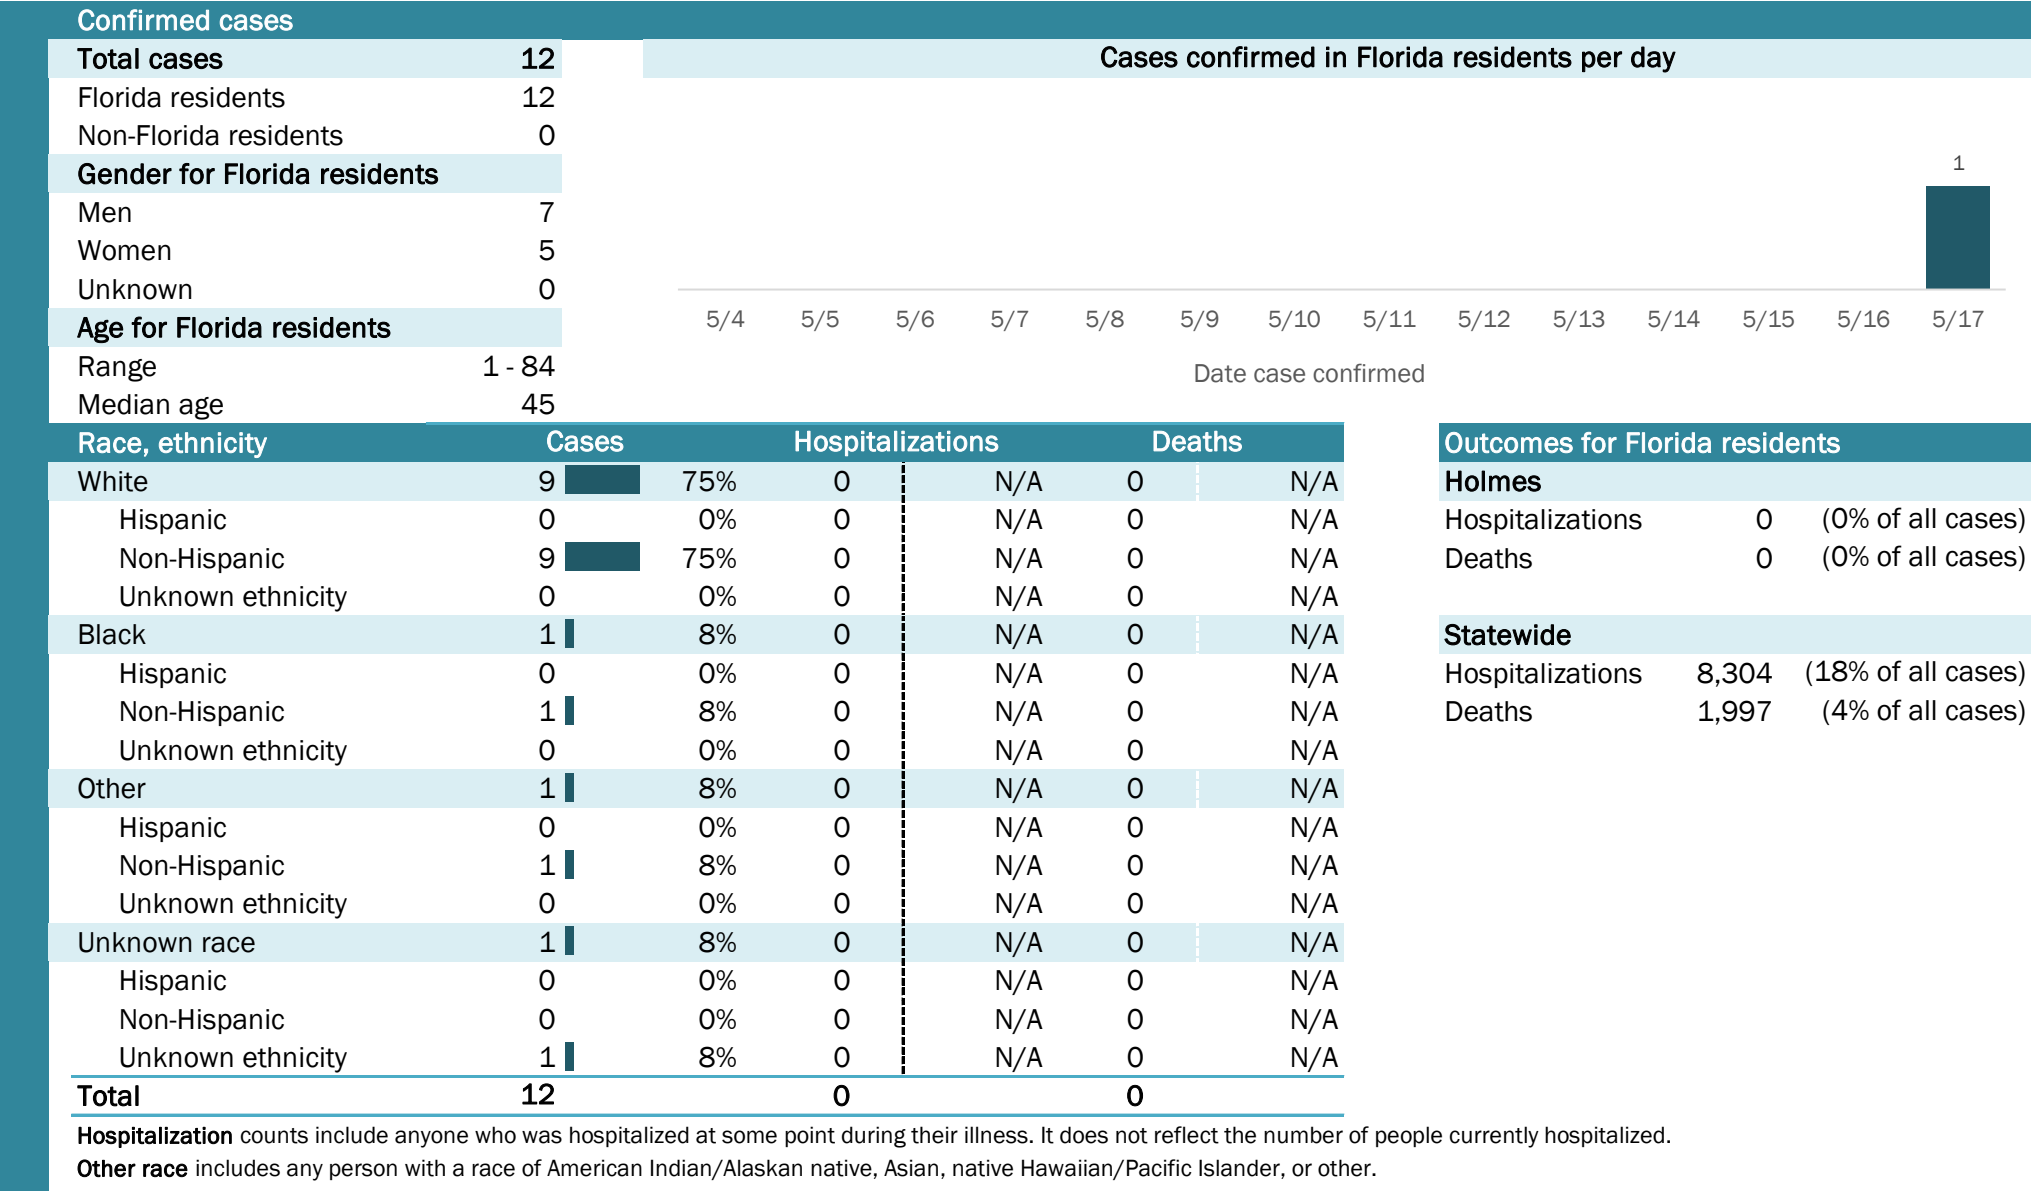 Confirmed cases
Total cases 12
Florida residents 12
Non-Florida residents 0
Gender for Florida residents
Men 7
Women 5
Unknown 0
Age for Florida residents
Range 1 - 84
Median age 45
Cases confirmed in Florida residents per day
1
5/4 5/5 5/6 5/7 5/8 5/9 5/10 5/11 5/12 5/13 5/14 5/15 5/16 5/17
Date case confirmed
Race, ethnicity Cases Hospitalizations Deaths
White 9 75% 0 N/A 0 N/A
Hispanic 0 0% 0 N/A 0 N/A
Non-Hispanic 9 75% 0 N/A 0 N/A
Unknown ethnicity 0 0% 0 N/A 0 N/A
Black 1 8% 0 N/A 0 N/A
Hispanic 0 0% 0 N/A 0 N/A
Non-Hispanic 1 8% 0 N/A 0 N/A
Unknown ethnicity 0 0% 0 N/A 0 N/A
Other 1 8% 0 N/A 0 N/A
Hispanic 0 0% 0 N/A 0 N/A
Non-Hispanic 1 8% 0 N/A 0 N/A
Unknown ethnicity 0 0% 0 N/A 0 N/A
Unknown race 1 8% 0 N/A 0 N/A
Hispanic 0 0% 0 N/A 0 N/A
Non-Hispanic 0 0% 0 N/A 0 N/A
Unknown ethnicity 1 8% 0 N/A 0 N/A
Total 12 0 0
Outcomes for Florida residents
Holmes
Hospitalizations 0 (0% of all cases)
Deaths 0 (0% of all cases)
Statewide
Hospitalizations 8,304 (18% of all cases)
Deaths 1,997 (4% of all cases)
Hospitalization counts include anyone who was hospitalized at some point during their illness. It does not reflect the number of people currently hospitalized.
Other race includes any person with a race of American Indian/Alaskan native, Asian, native Hawaiian/Pacific Islander, or other.